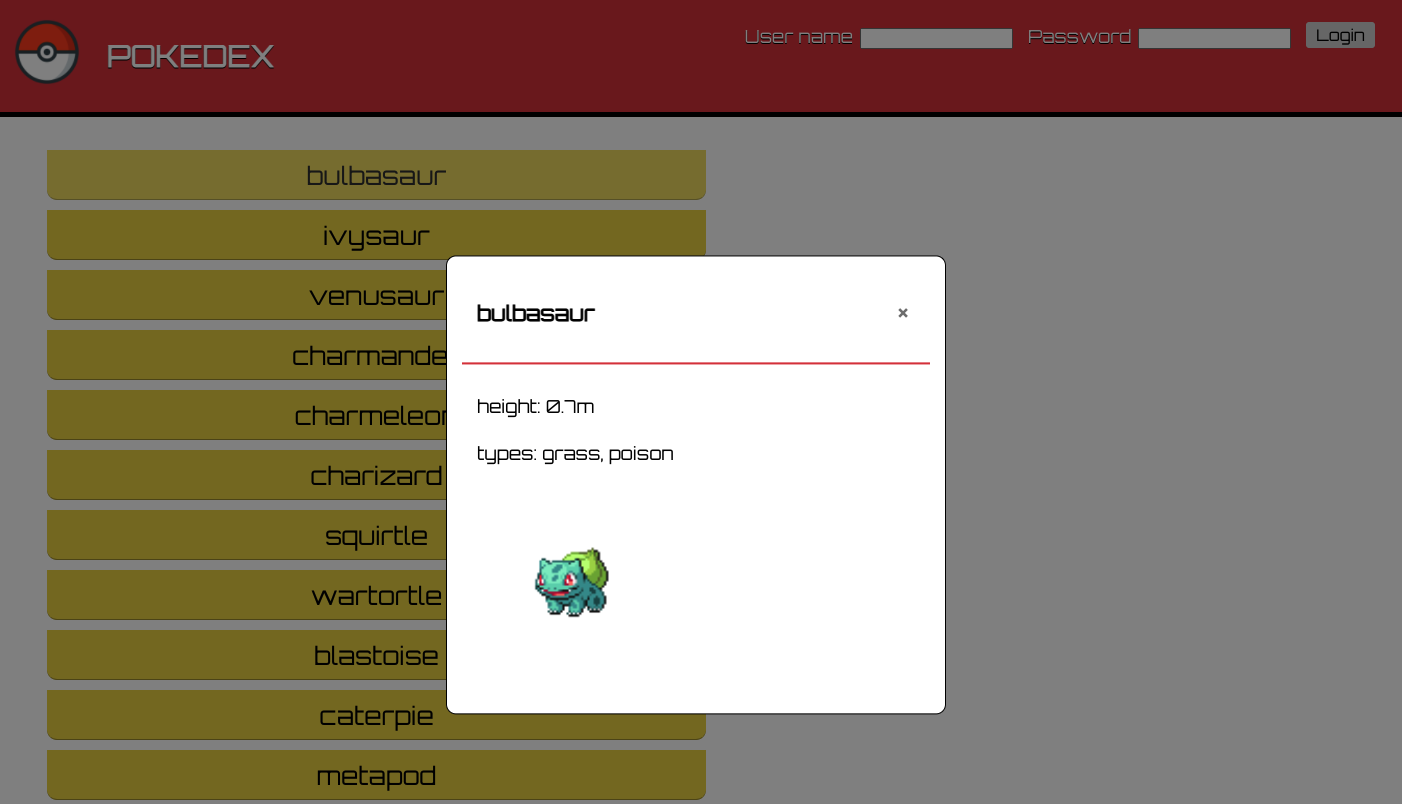 POKEDEX
User name Password Login
bulbasaur
ivysaur
venusaur
charmande
charmeleon
charizard
squirtle
wartortle
blastoise
caterpie
metapod
bulbasaur ×
height: 0.7m
types: grass, poison